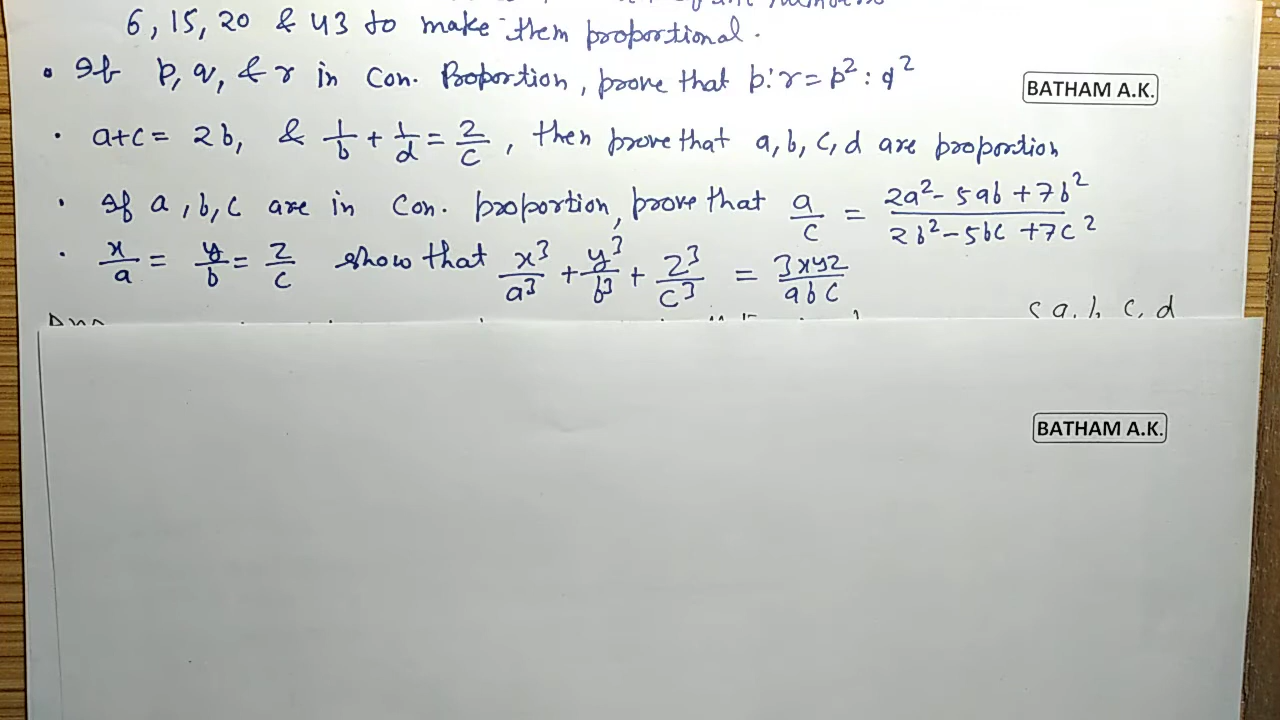 6, 15, 20 & 43 to make them proportional.
• If p, q, & r in Con. Proportion, prove that p:r = p² : q²
BATHAM A.K.
• a+c = 2b, & 1/b + 1/d = 2/c, then prove that a, b, c, d are proportion
• If a, b, c are in Con. proportion, prove that a/c = (2a² - 5ab + 7b²)/(2b² - 5bc + 7c²)
• x/a = y/b = z/c show that x³/a³ + y³/b³ + z³/c³ = 3xyz/abc
a, b, c, d
BATHAM A.K.